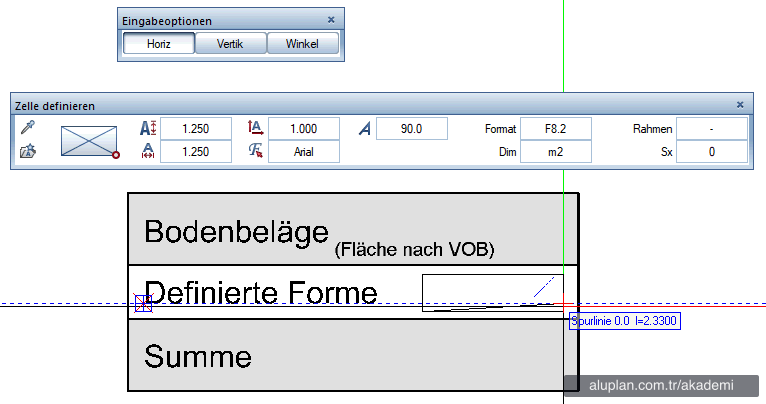 Eingabeoptionen
Horiz Vertik Winkel
Zelle definieren
1.250 1.000 90.0 Format F8.2 Rahmen -
1.250 Arial Dim m2 Sx 0
Bodenbeläge (Fläche nach VOB)
Definierte Forme
Spurlinie 0.0 l=2.3300
Summe
aluplan.com.tr/akademi